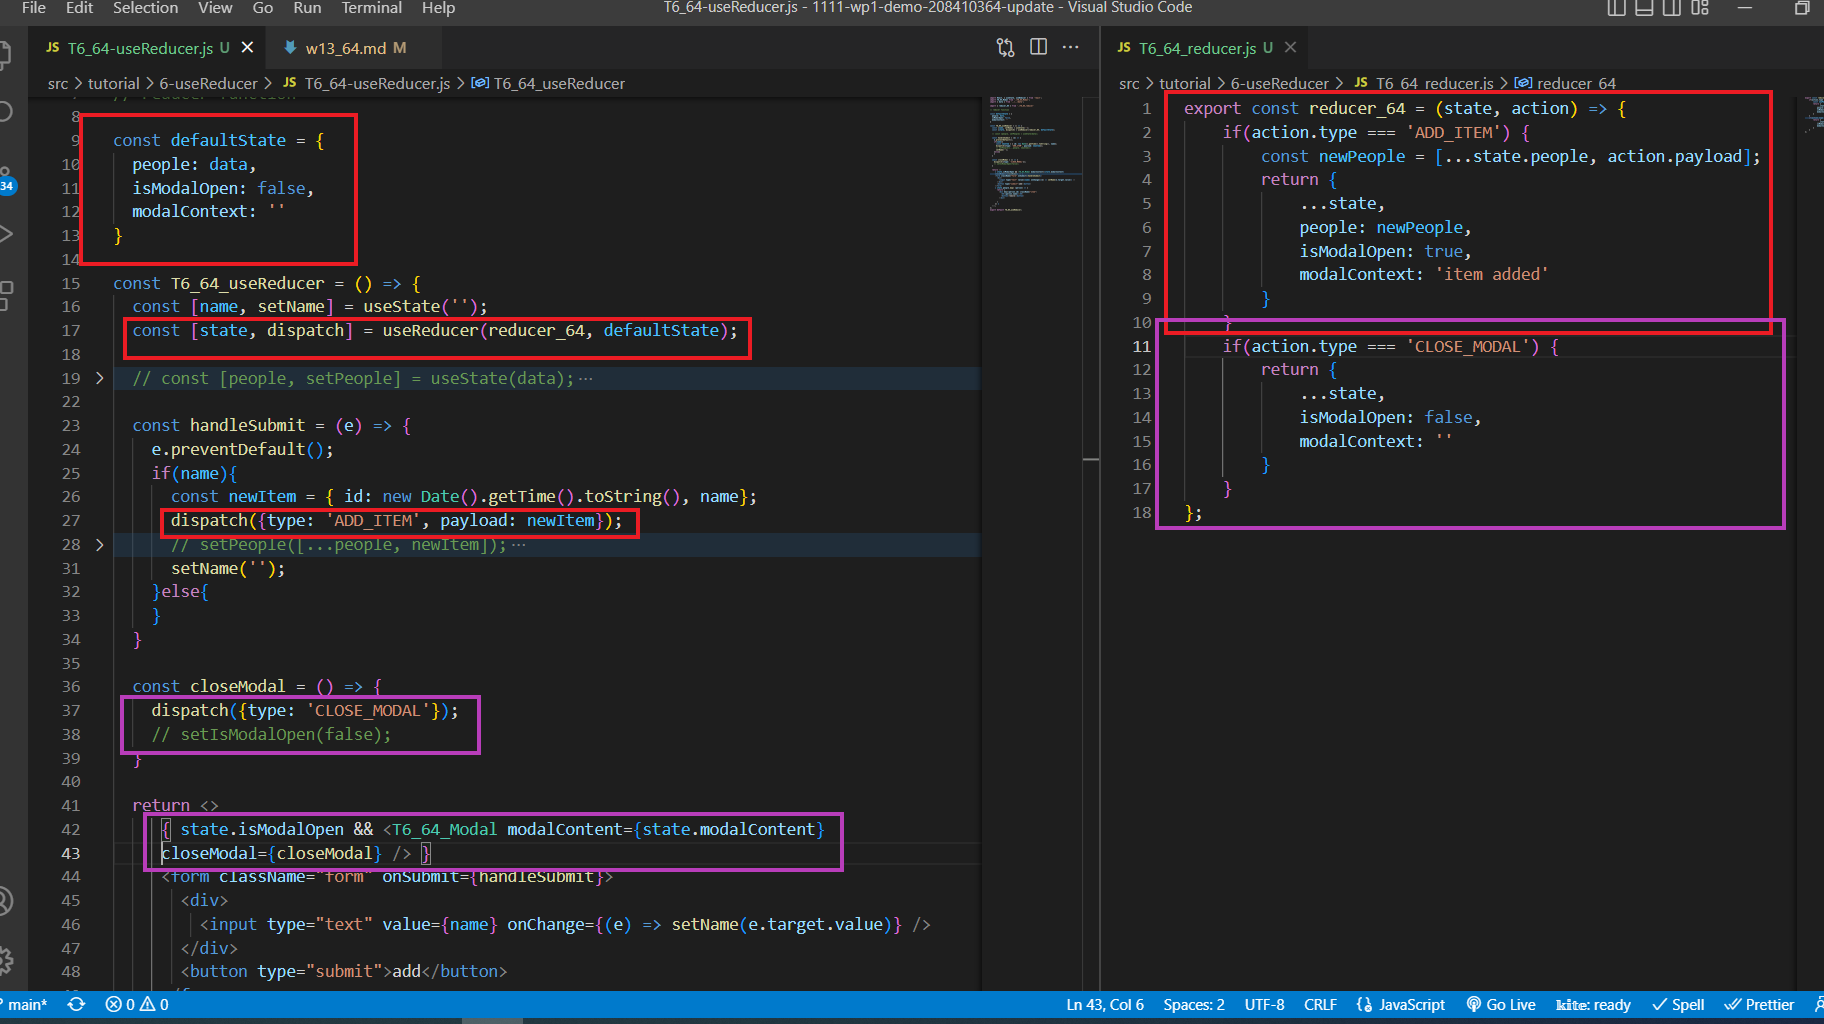 File Edit Selection View Go Run Terminal Help T6_64-useReducer.js - 1111-wp1-demo-208410364-update - Visual Studio Code
JS T6_64-useReducer.js U
w13_64.md M
src > tutorial > 6-useReducer > JS T6_64-useReducer.js > T6_64_useReducer
8
9 const defaultState = {
10 people: data,
11 isModalOpen: false,
12 modalContext: ''
13 }
14
15 const T6_64_useReducer = () => {
16 const [name, setName] = useState('');
17 const [state, dispatch] = useReducer(reducer_64, defaultState);
18
19 // const [people, setPeople] = useState(data);…
22
23 const handleSubmit = (e) => {
24 e.preventDefault();
25 if(name){
26 const newItem = { id: new Date().getTime().toString(), name};
27 dispatch({type: 'ADD_ITEM', payload: newItem});
28 // setPeople([...people, newItem]);…
31 setName('');
32 }else{
33 }
34 }
35
36 const closeModal = () => {
37 dispatch({type: 'CLOSE_MODAL'});
38 // setIsModalOpen(false);
39 }
40
41 return <>
42 { state.isModalOpen && <T6_64_Modal modalContent={state.modalContent}
43 closeModal={closeModal} /> }
44 <form className="form" onSubmit={handleSubmit}>
45 <div>
46 <input type="text" value={name} onChange={(e) => setName(e.target.value)} />
47 </div>
48 <button type="submit">add</button>
JS T6_64_reducer.js U
src > tutorial > 6-useReducer > JS T6_64_reducer.js > reducer_64
1 export const reducer_64 = (state, action) => {
2 if(action.type === 'ADD_ITEM') {
3 const newPeople = [...state.people, action.payload];
4 return {
5 ...state,
6 people: newPeople,
7 isModalOpen: true,
8 modalContext: 'item added'
9 }
10 }
11 if(action.type === 'CLOSE_MODAL') {
12 return {
13 ...state,
14 isModalOpen: false,
15 modalContext: ''
16 }
17 }
18 };
34
main* 0 0 Ln 43, Col 6 Spaces: 2 UTF-8 CRLF JavaScript Go Live kite: ready Spell Prettier